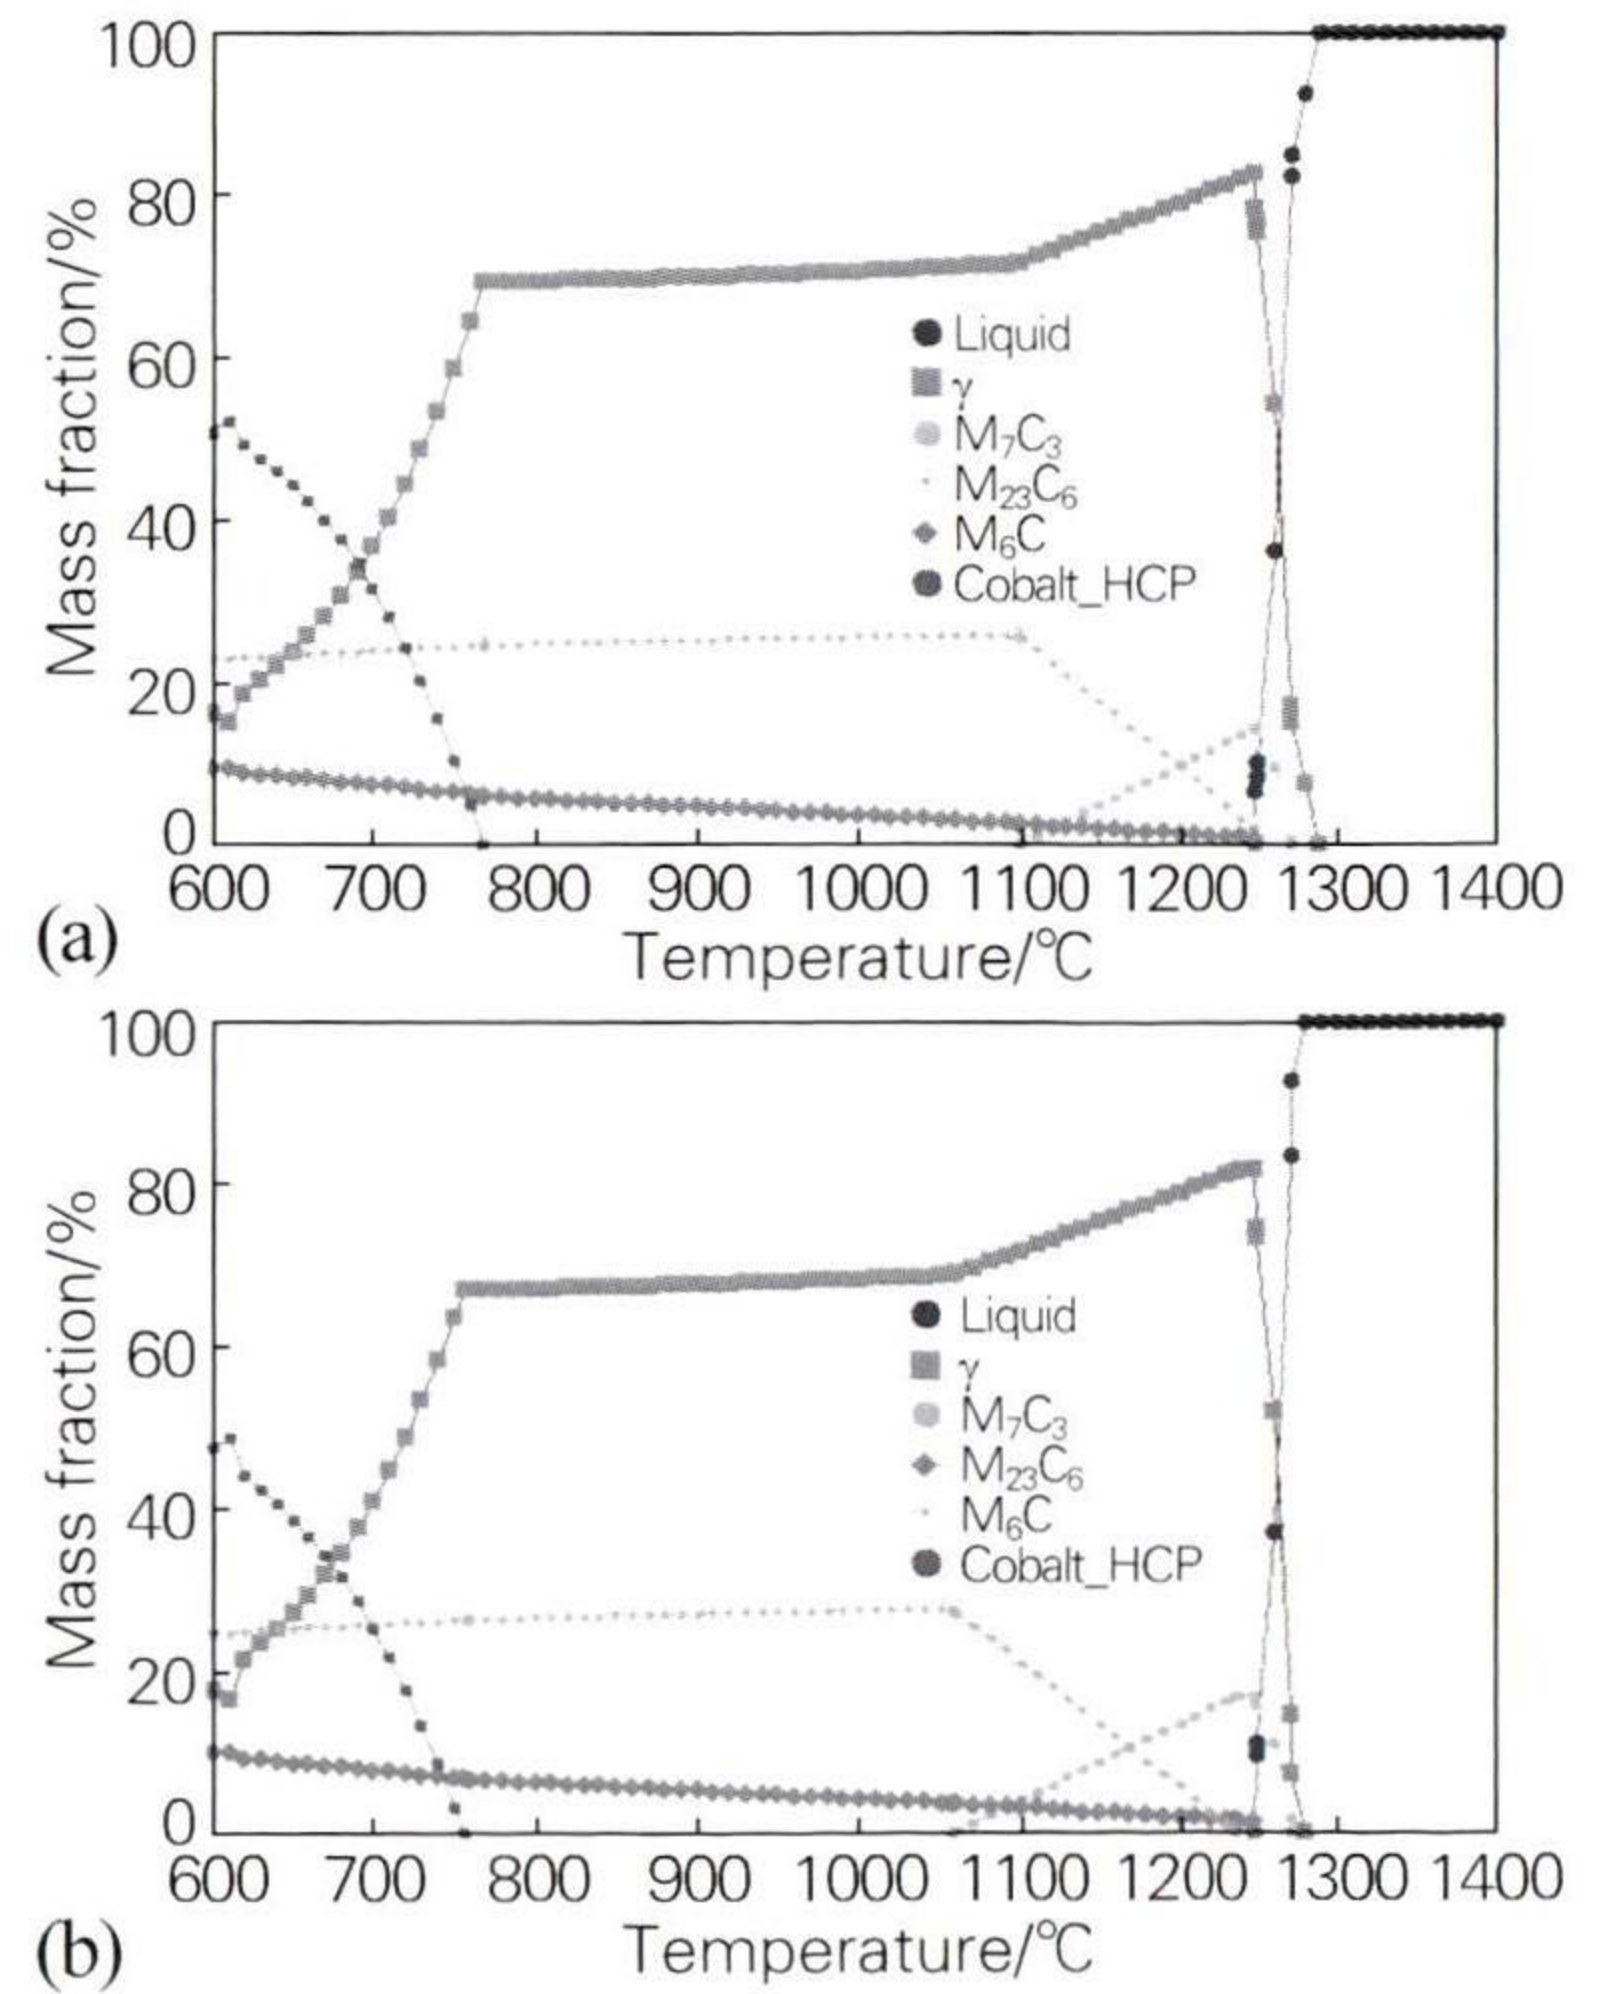 100
80
60
40
20
0
Mass fraction/%
Liquid
γ
M₇C₃
M₂₃C₆
M₆C
Cobalt_HCP
600 700 800 900 1000 1100 1200 1300 1400
Temperature/℃
(a)
100
80
60
40
20
0
Mass fraction/%
Liquid
γ
M₇C₃
M₂₃C₆
M₆C
Cobalt_HCP
600 700 800 900 1000 1100 1200 1300 1400
Temperature/℃
(b)